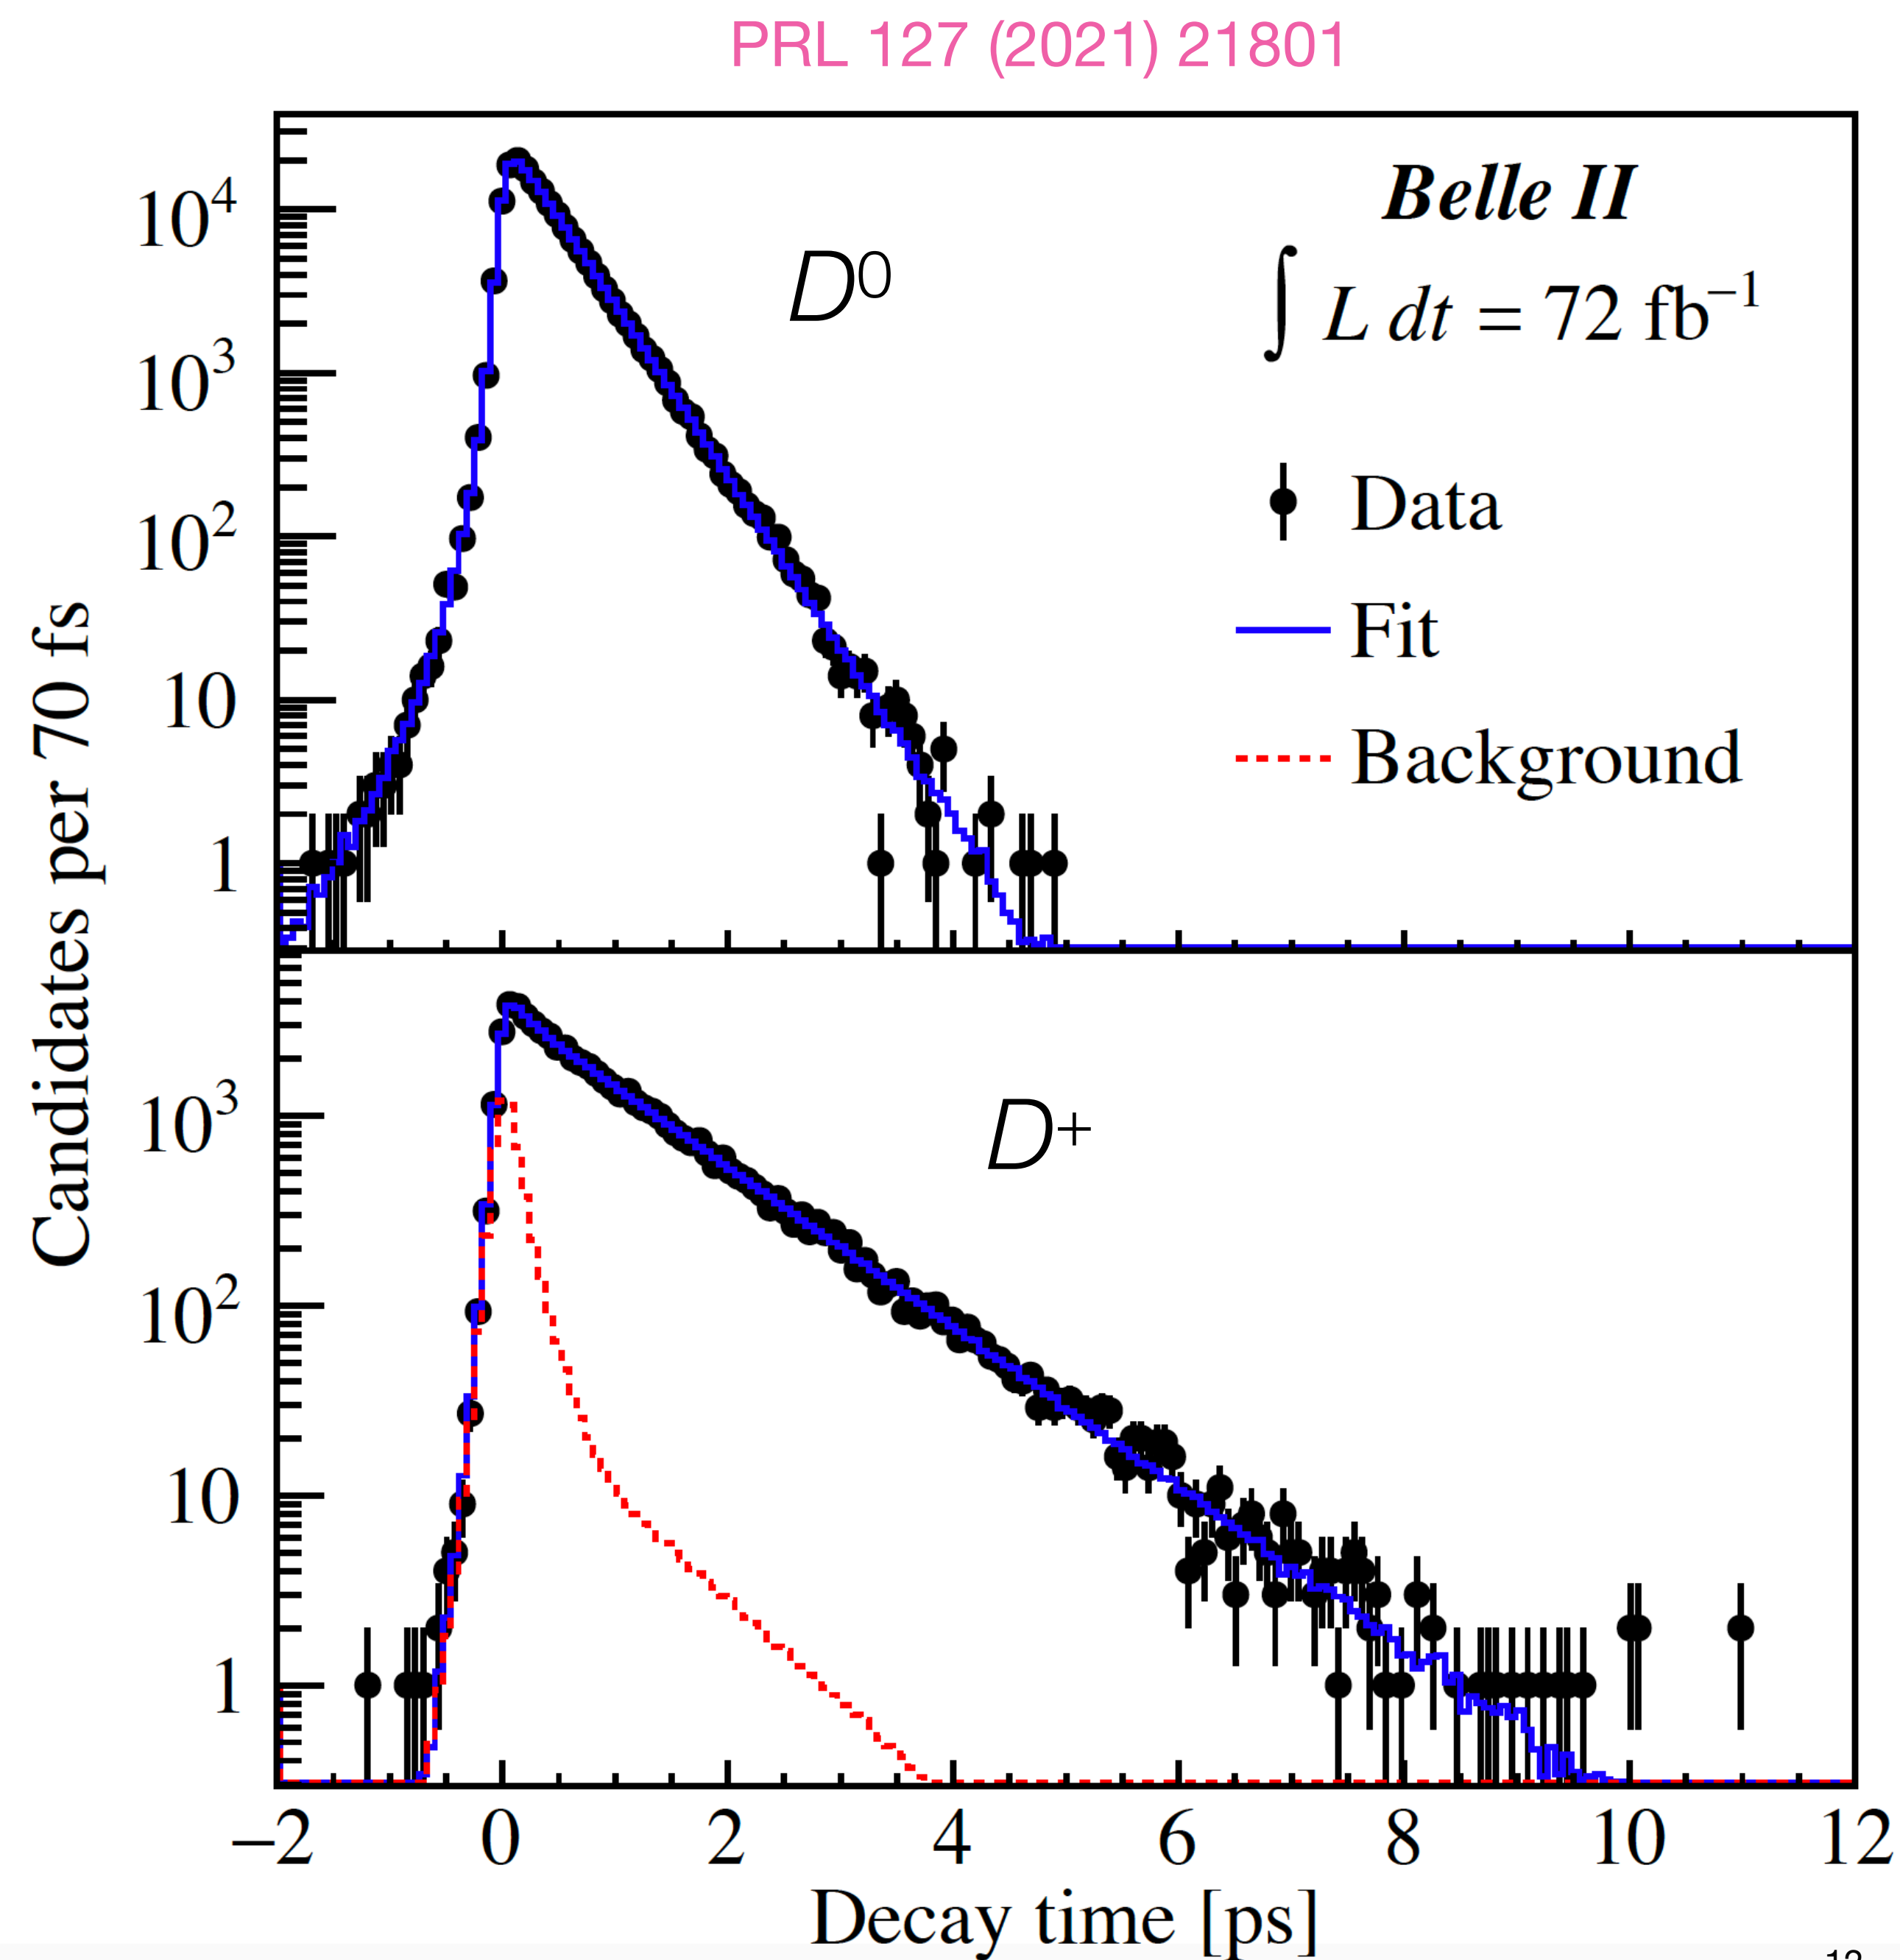 PRL 127 (2021) 21801
Belle II
∫ L dt = 72 fb⁻¹
D⁰
Data
Fit
Background
10⁴
10³
10²
10
1
Candidates per 70 fs
D⁺
10³
10²
10
1
−2 0 2 4 6 8 10 12
Decay time [ps]